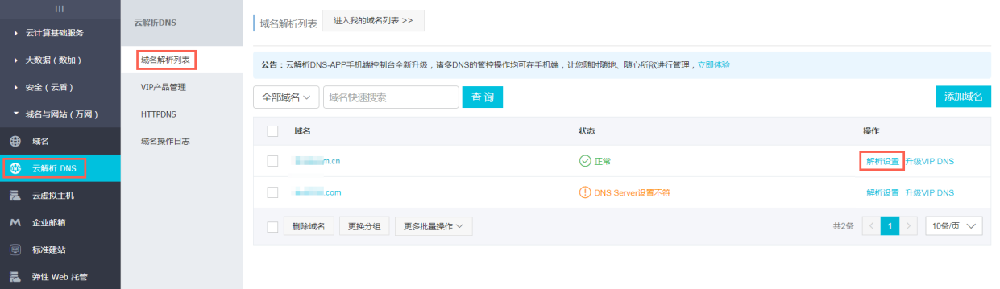 云计算基础服务
大数据（数加）
安全（云盾）
域名与网站（万网）
域名
云解析 DNS
云虚拟主机
企业邮箱
标准建站
弹性 Web 托管
云解析DNS
域名解析列表
VIP产品管理
HTTPDNS
域名操作日志
域名解析列表 进入我的域名列表 >>
公告：云解析DNS-APP手机端控制台全新升级，诸多DNS的管控操作均可在手机端，让您随时随地、随心所欲进行管理，立即体验
全部域名 域名快速搜索 查 询 添加域名
域名 状态 操作
m.cn 正常 解析设置 升级VIP DNS
.com DNS Server设置不符 解析设置 升级VIP DNS
删除域名 更换分组 更多批量操作 共2条 < 1 > 10条/页